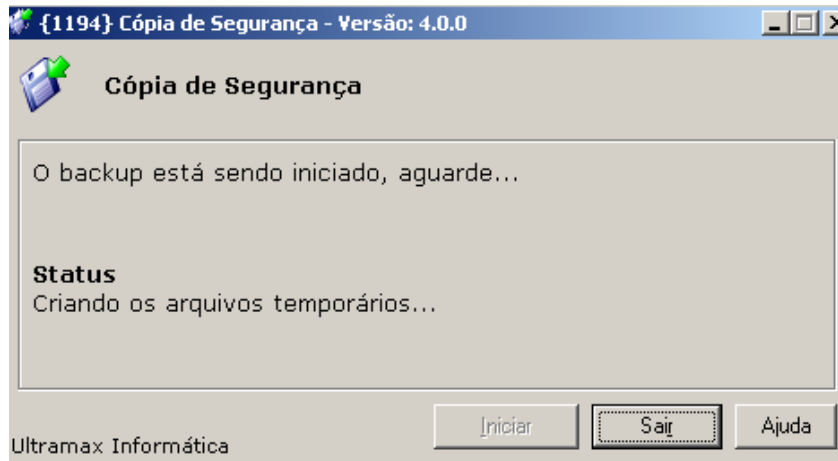 {1194} Cópia de Segurança - Versão: 4.0.0
Cópia de Segurança
O backup está sendo iniciado, aguarde...
Status
Criando os arquivos temporários...
Iniciar
Sair
Ajuda
Ultramax Informática